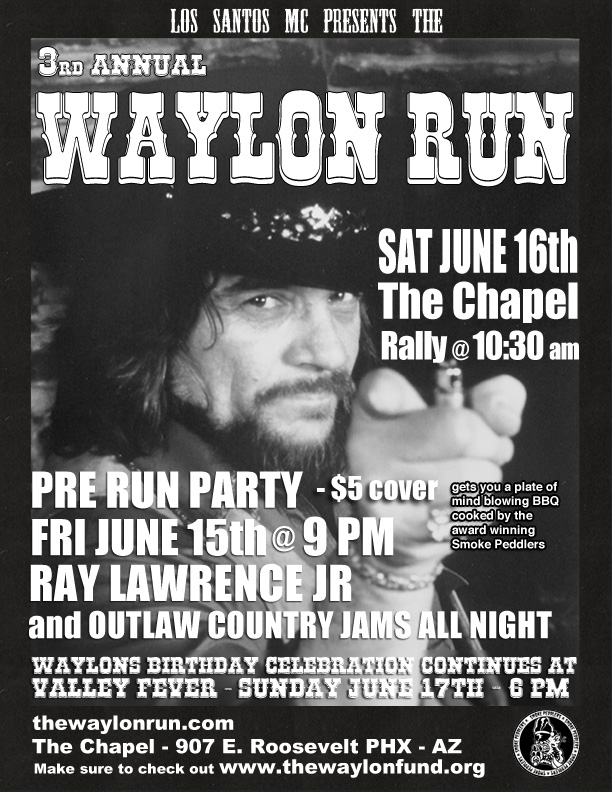 LOS SANTOS MC PRESENTS THE
3RD ANNUAL
WAYLON RUN
SAT JUNE 16th
The Chapel
Rally @ 10:30 am
PRE RUN PARTY - $5 cover
gets you a plate of
mind blowing BBQ
cooked by the
award winning
Smoke Peddlers
FRI JUNE 15th @ 9 PM
RAY LAWRENCE JR
and OUTLAW COUNTRY JAMS ALL NIGHT
WAYLONS BIRTHDAY CELEBRATION CONTINUES AT
VALLEY FEVER - SUNDAY JUNE 17TH - 6 PM
thewaylonrun.com
The Chapel - 907 E. Roosevelt PHX - AZ
Make sure to check out www.thewaylonfund.org